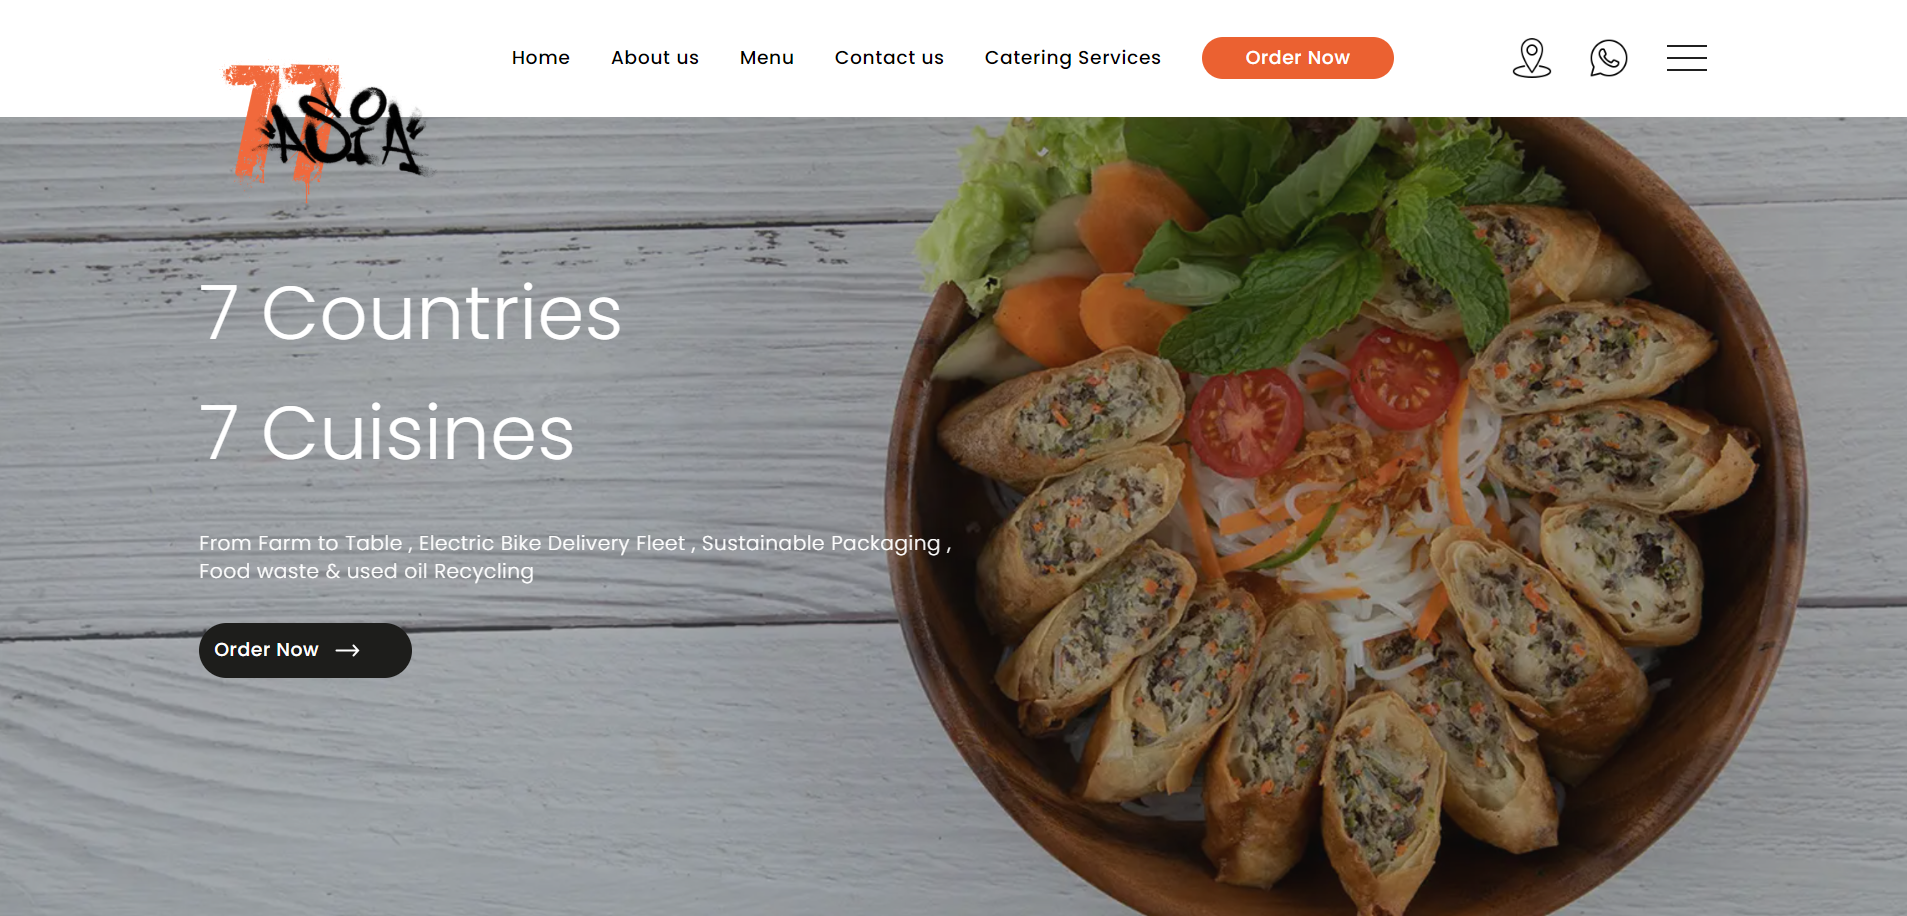 Home About us Menu Contact us Catering Services Order Now
77 "ASIA"
7 Countries
7 Cuisines
From Farm to Table , Electric Bike Delivery Fleet , Sustainable Packaging ,
Food waste & used oil Recycling
Order Now →